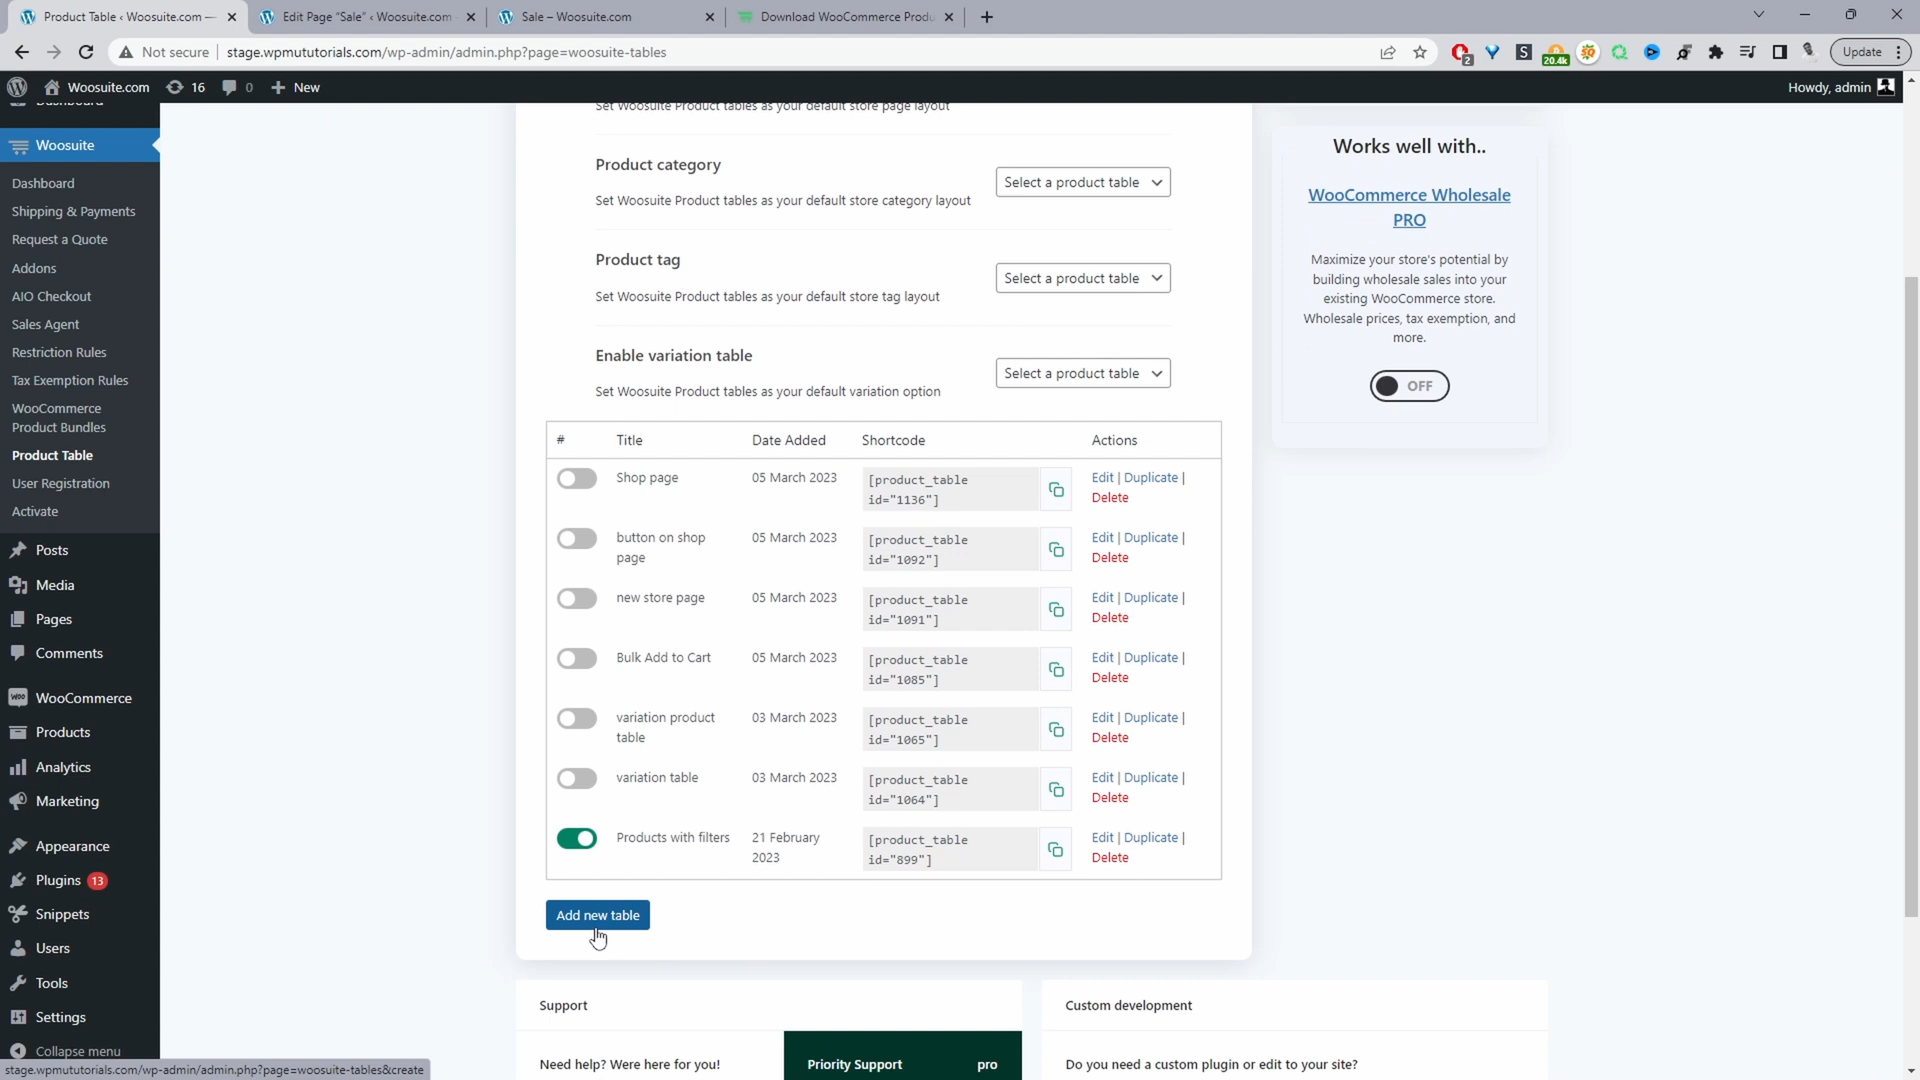 Product Table ‹ Woosuite.com —
Edit Page “Sale” ‹ Woosuite.com
Sale – Woosuite.com
Download WooCommerce Produ
Not secure
stage.wpmututorials.com/wp-admin/admin.php?page=woosuite-tables
2
20.4k
Update
Woosuite.com
16
0
New
Howdy, admin
Dashboard
Woosuite
Dashboard
Shipping & Payments
Request a Quote
Addons
AIO Checkout
Sales Agent
Restriction Rules
Tax Exemption Rules
WooCommerce
Product Bundles
Product Table
User Registration
Activate
Posts
Media
Pages
Comments
WooCommerce
Products
Analytics
Marketing
Appearance
Plugins 13
Snippets
Users
Tools
Settings
Collapse menu
Set Woosuite Product tables as your default store page layout
Product category
Set Woosuite Product tables as your default store category layout
Select a product table
Product tag
Set Woosuite Product tables as your default store tag layout
Select a product table
Enable variation table
Set Woosuite Product tables as your default variation option
Select a product table
# Title Date Added Shortcode Actions
Shop page 05 March 2023 [product_table id="1136"] Edit | Duplicate | Delete
button on shop page 05 March 2023 [product_table id="1092"] Edit | Duplicate | Delete
new store page 05 March 2023 [product_table id="1091"] Edit | Duplicate | Delete
Bulk Add to Cart 05 March 2023 [product_table id="1085"] Edit | Duplicate | Delete
variation product table 03 March 2023 [product_table id="1065"] Edit | Duplicate | Delete
variation table 03 March 2023 [product_table id="1064"] Edit | Duplicate | Delete
Products with filters 21 February 2023 [product_table id="899"] Edit | Duplicate | Delete
Add new table
Works well with..
WooCommerce Wholesale
PRO
Maximize your store's potential by
building wholesale sales into your
existing WooCommerce store.
Wholesale prices, tax exemption, and
more.
OFF
Support
Need help? Were here for you!
Priority Support pro
Custom development
Do you need a custom plugin or edit to your site?
stage.wpmututorials.com/wp-admin/admin.php?page=woosuite-tables&create